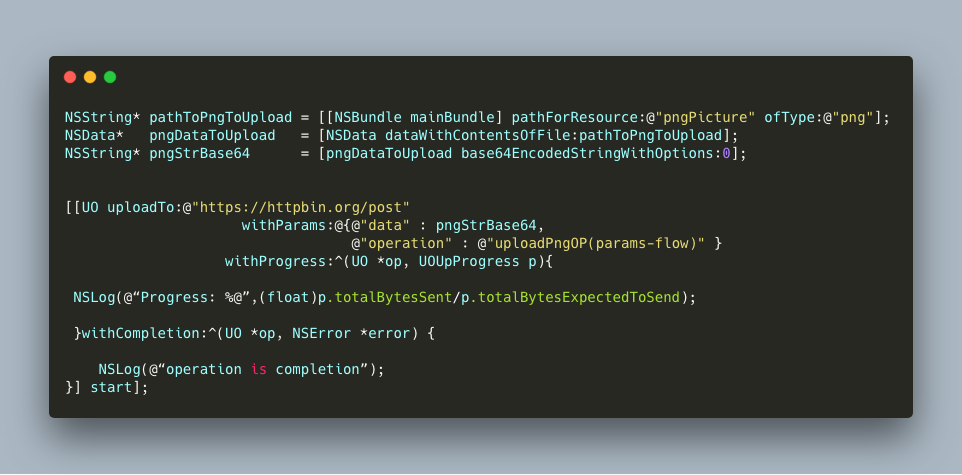 NSString* pathToPngToUpload = [[NSBundle mainBundle] pathForResource:@"pngPicture" ofType:@"png"];
NSData*   pngDataToUpload   = [NSData dataWithContentsOfFile:pathToPngToUpload];
NSString* pngStrBase64      = [pngDataToUpload base64EncodedStringWithOptions:0];
[[UO uploadTo:@"https://httpbin.org/post"
withParams:@{@"data" : pngStrBase64,
@"operation" : @"uploadPngOP(params-flow)" }
withProgress:^(UO *op, UOUpProgress p){
NSLog(@“Progress: %@”,(float)p.totalBytesSent/p.totalBytesExpectedToSend);
}withCompletion:^(UO *op, NSError *error) {
NSLog(@“operation is completion”);
}] start];